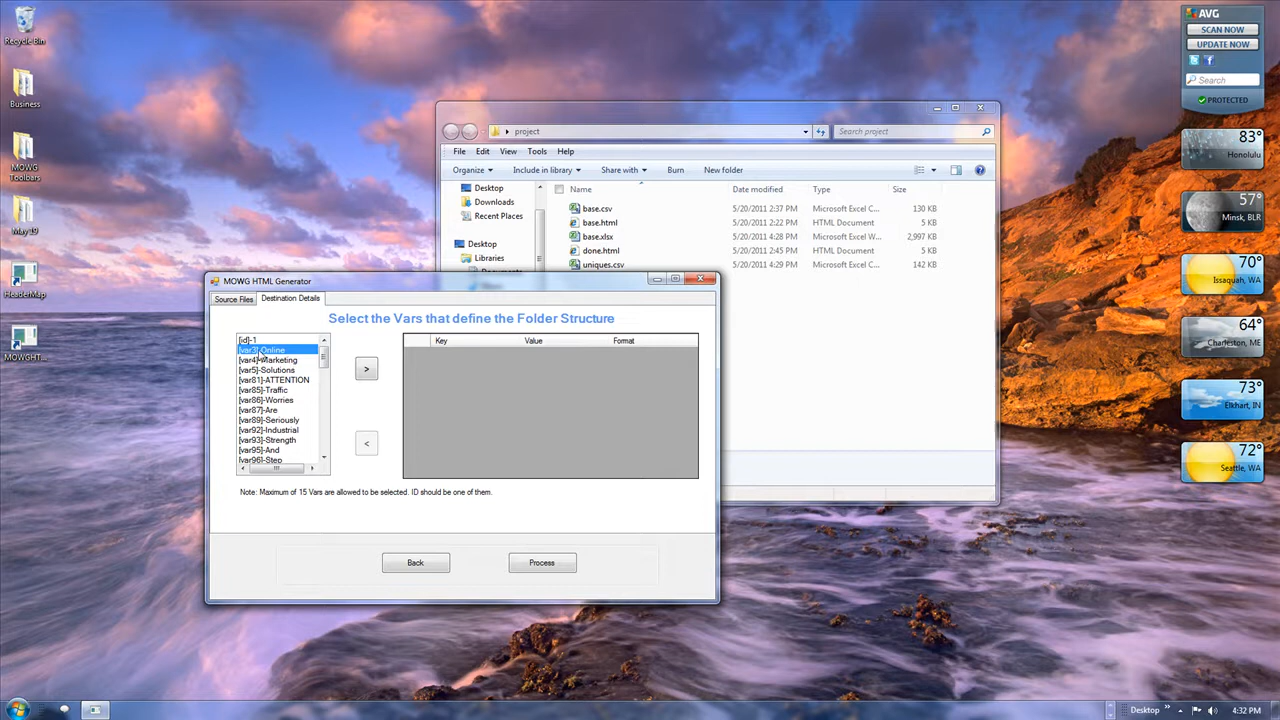 Recycle Bin
Business
MOWG
Toolbars
May 19
HeaderMap
MOWGHT...
AVG
SCAN NOW
UPDATE NOW
Search
PROTECTED
83°
Honolulu
57°
Minsk, BLR
70°
Issaquah, WA
64°
Charleston, ME
73°
Elkhart, IN
72°
Seattle, WA
project
Search project
File Edit View Tools Help
Organize Include in library Share with Burn New folder
Desktop
Downloads
Recent Places
Desktop
Libraries
Name Date modified Type Size
base.csv 5/20/2011 2:37 PM Microsoft Excel C... 130 KB
base.html 5/20/2011 2:22 PM HTML Document 5 KB
base.xlsx 5/20/2011 4:28 PM Microsoft Excel W... 2,997 KB
done.html 5/20/2011 2:45 PM HTML Document 5 KB
uniques.csv 5/20/2011 4:29 PM Microsoft Excel C... 142 KB
MOWG HTML Generator
Source Files Destination Details
Select the Vars that define the Folder Structure
[id]-1
[var3]-Online
[var4]-Marketing
[var5]-Solutions
[var81]-ATTENTION
[var85]-Traffic
[var86]-Worries
[var87]-Are
[var89]-Seriously
[var92]-Industrial
[var93]-Strength
[var95]-And
[var96]-Step
>
<
Key Value Format
Note: Maximum of 15 Vars are allowed to be selected. ID should be one of them.
Back Process
Desktop
4:32 PM